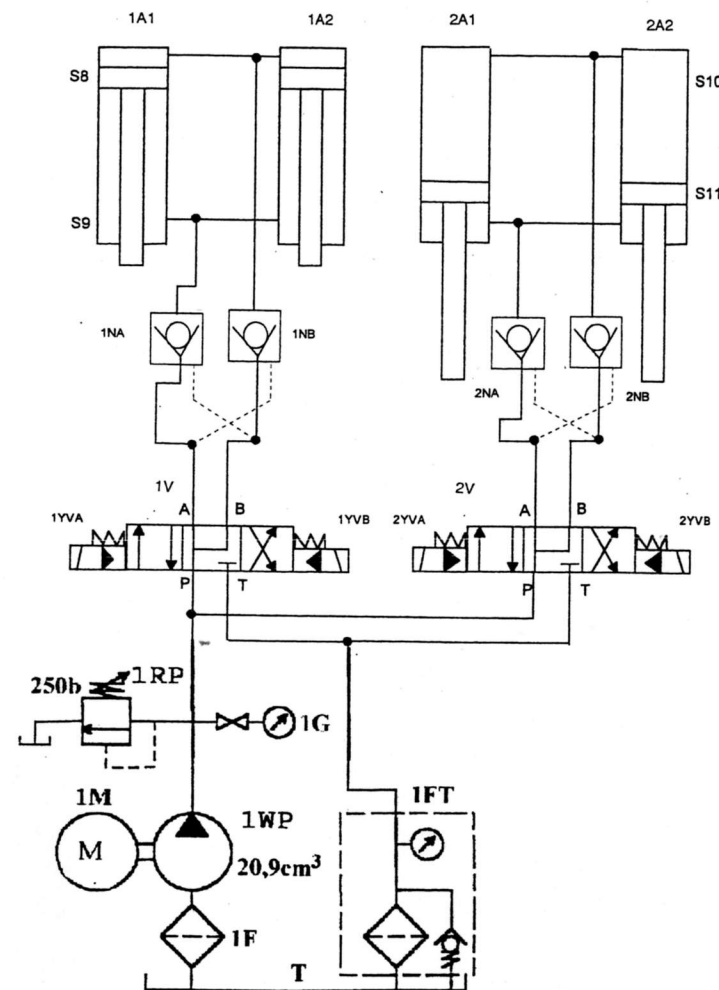 1A1 1A2 2A1 2A2
S8 S10
S11
S9
1NA 1NB
2NA 2NB
1V 2V
A B A B
1YVA 1YVB 2YVA 2YVB
P T P T
250b 1RP
1G
1M 1WP 1FT
M
20,9cm³
1F
T